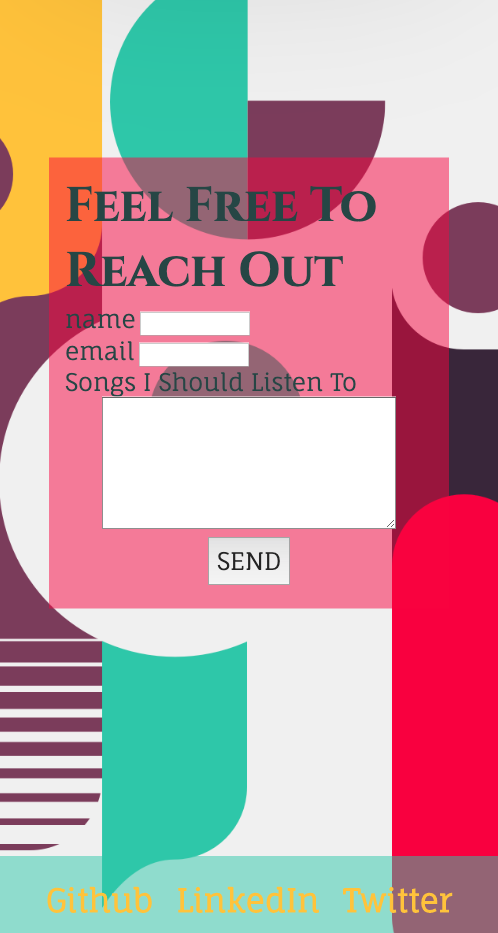 Feel Free To
Reach Out
name
email
Songs I Should Listen To
SEND
Github LinkedIn Twitter